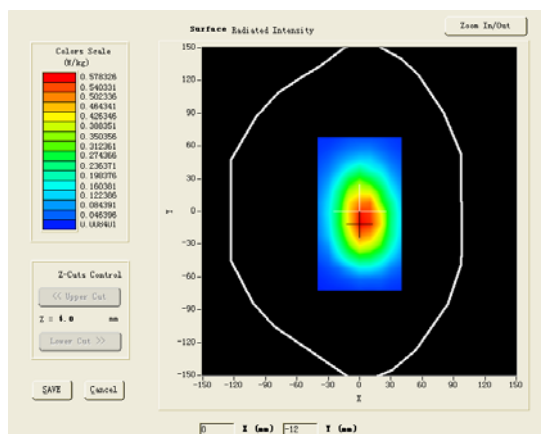 Surface Radiated Intensity
Zoom In/Out
Colors Scale
(W/kg)
0.578326
0.540331
0.502336
0.464341
0.426346
0.388351
0.350356
0.312361
0.274366
0.236371
0.198376
0.160381
0.122386
0.084391
0.046396
0.008401
150
120
90
60
30
0
-30
-60
-90
-120
-150
Y
-150 -120 -90 -60 -30 0 30 60 90 120 150
X
Z-Cuts Control
<< Upper Cut
Z = 4.0 mm
Lower Cut >>
SAVE Cancel
0 X (mm) -12 Y (mm)